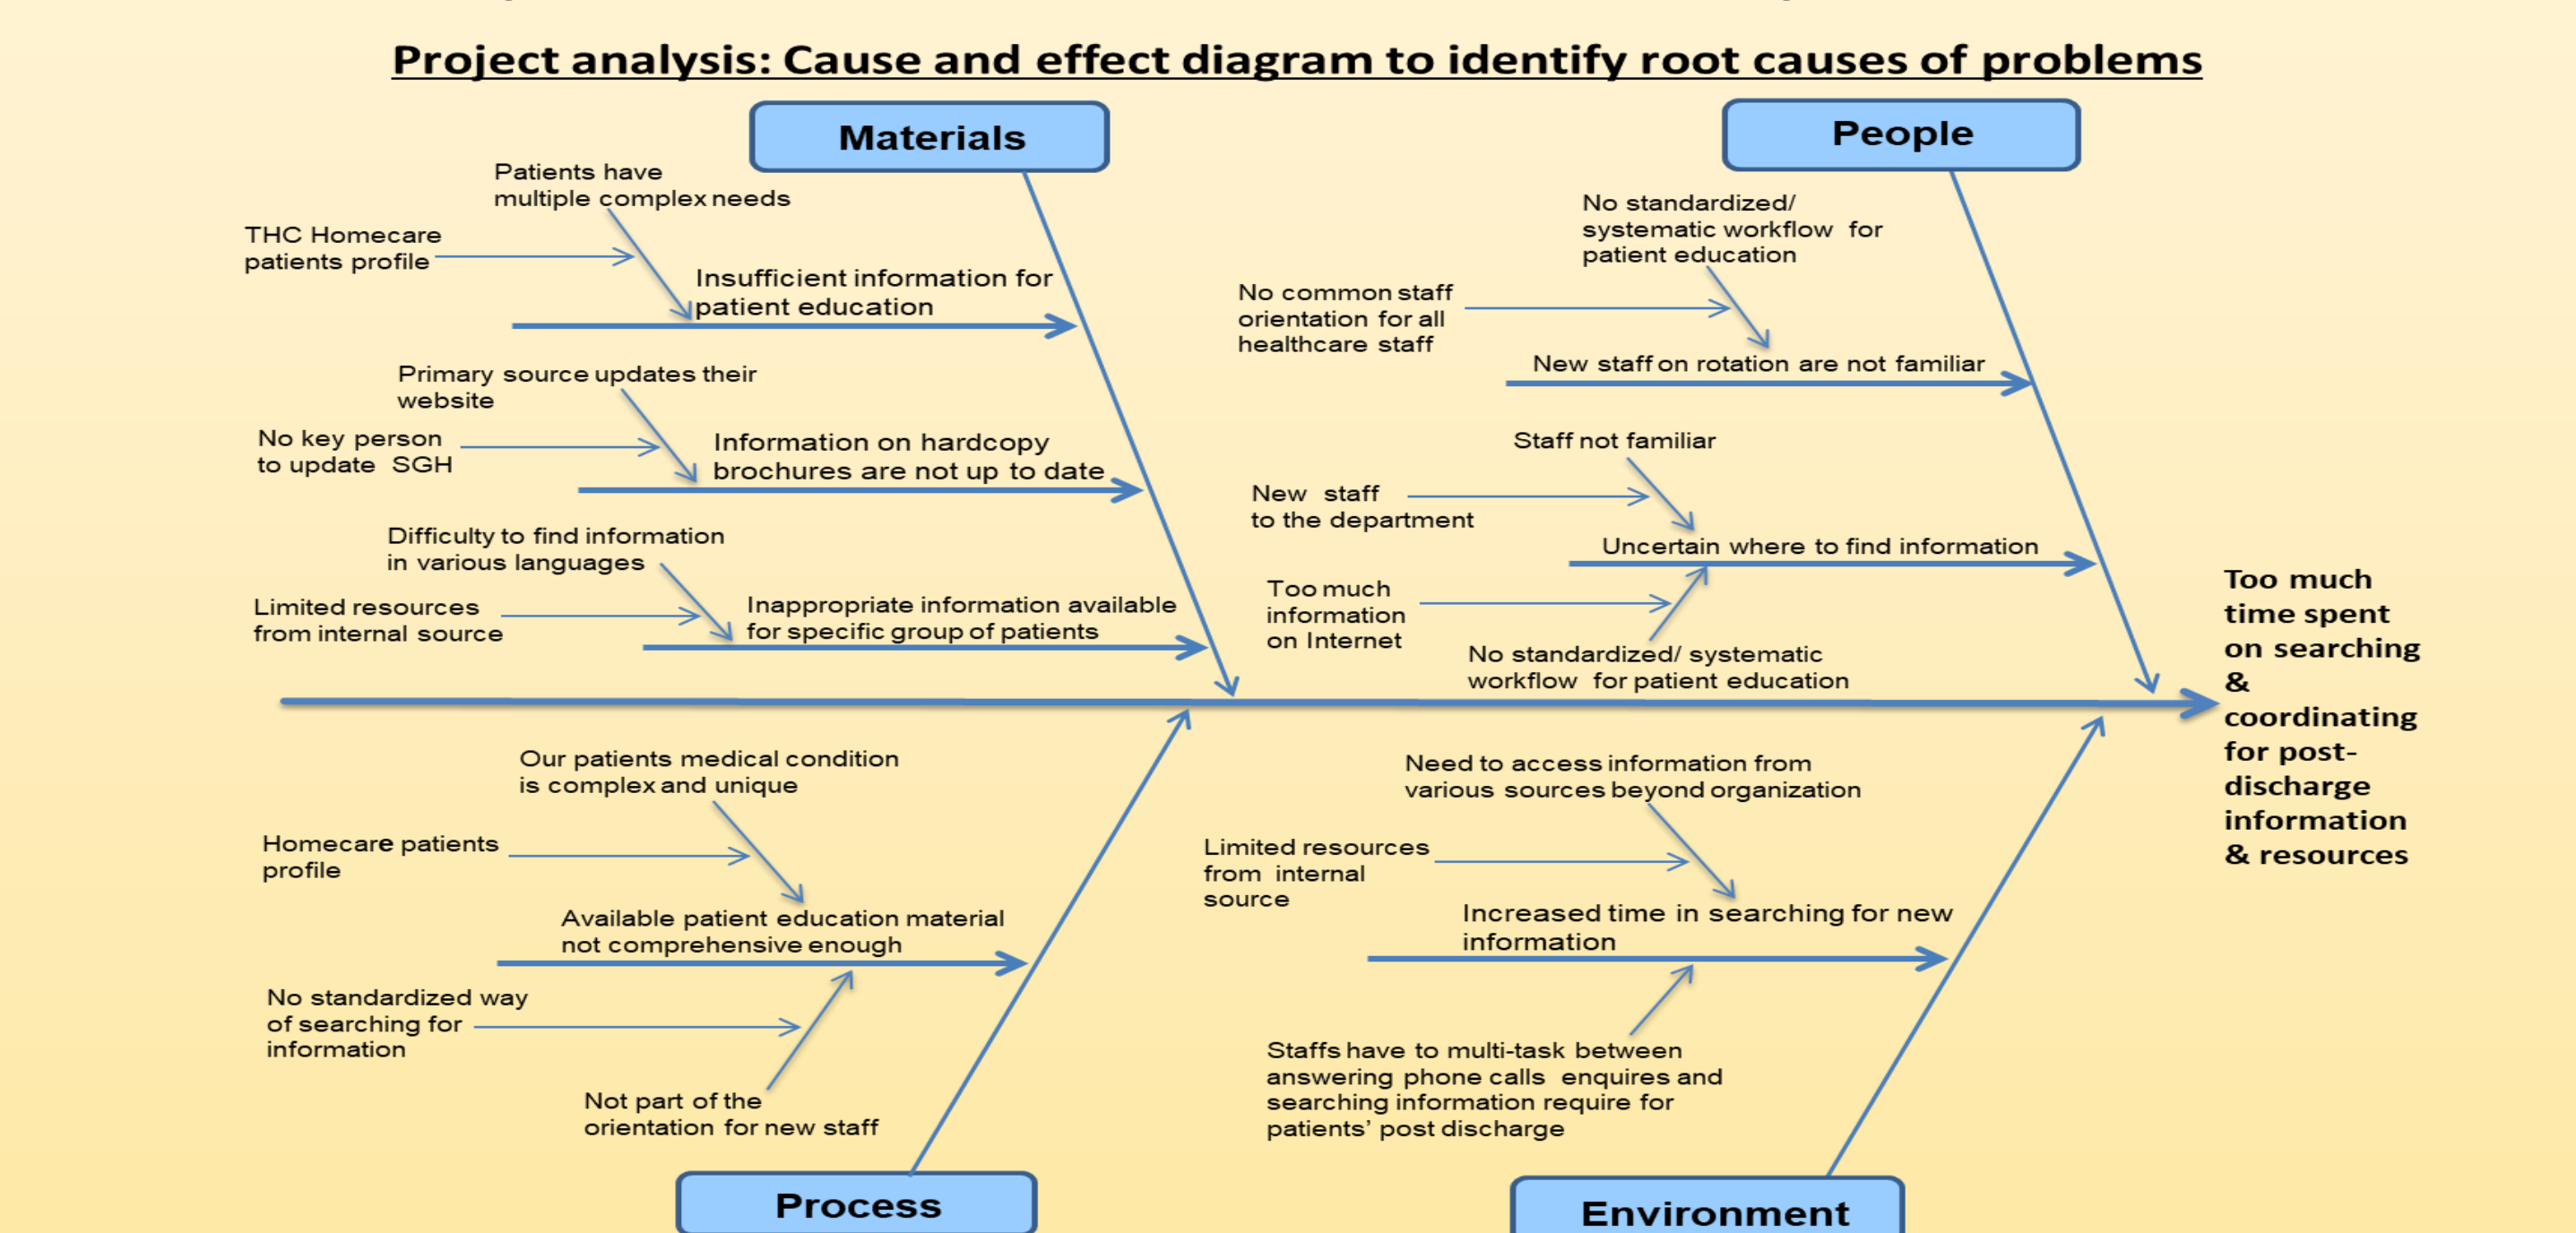 Project analysis: Cause and effect diagram to identify root causes of problems
Materials
People
Patients have
multiple complex needs
THC Homecare
patients profile
Insufficient information for
patient education
Primary source updates their
website
No key person
to update SGH
Information on hardcopy
brochures are not up to date
Difficulty to find information
in various languages
Limited resources
from internal source
Inappropriate information available
for specific group of patients
No standardized/
systematic workflow for
patient education
No common staff
orientation for all
healthcare staff
New staff on rotation are not familiar
Staff not familiar
New staff
to the department
Uncertain where to find information
Too much
information
on Internet
No standardized/ systematic
workflow for patient education
Too much
time spent
on searching
&
coordinating
for post-
discharge
information
& resources
Our patients medical condition
is complex and unique
Homecare patients
profile
Available patient education material
not comprehensive enough
No standardized way
of searching for
information
Not part of the
orientation for new staff
Need to access information from
various sources beyond organization
Limited resources
from internal
source
Increased time in searching for new
information
Staffs have to multi-task between
answering phone calls enquires and
searching information require for
patients’ post discharge
Process
Environment